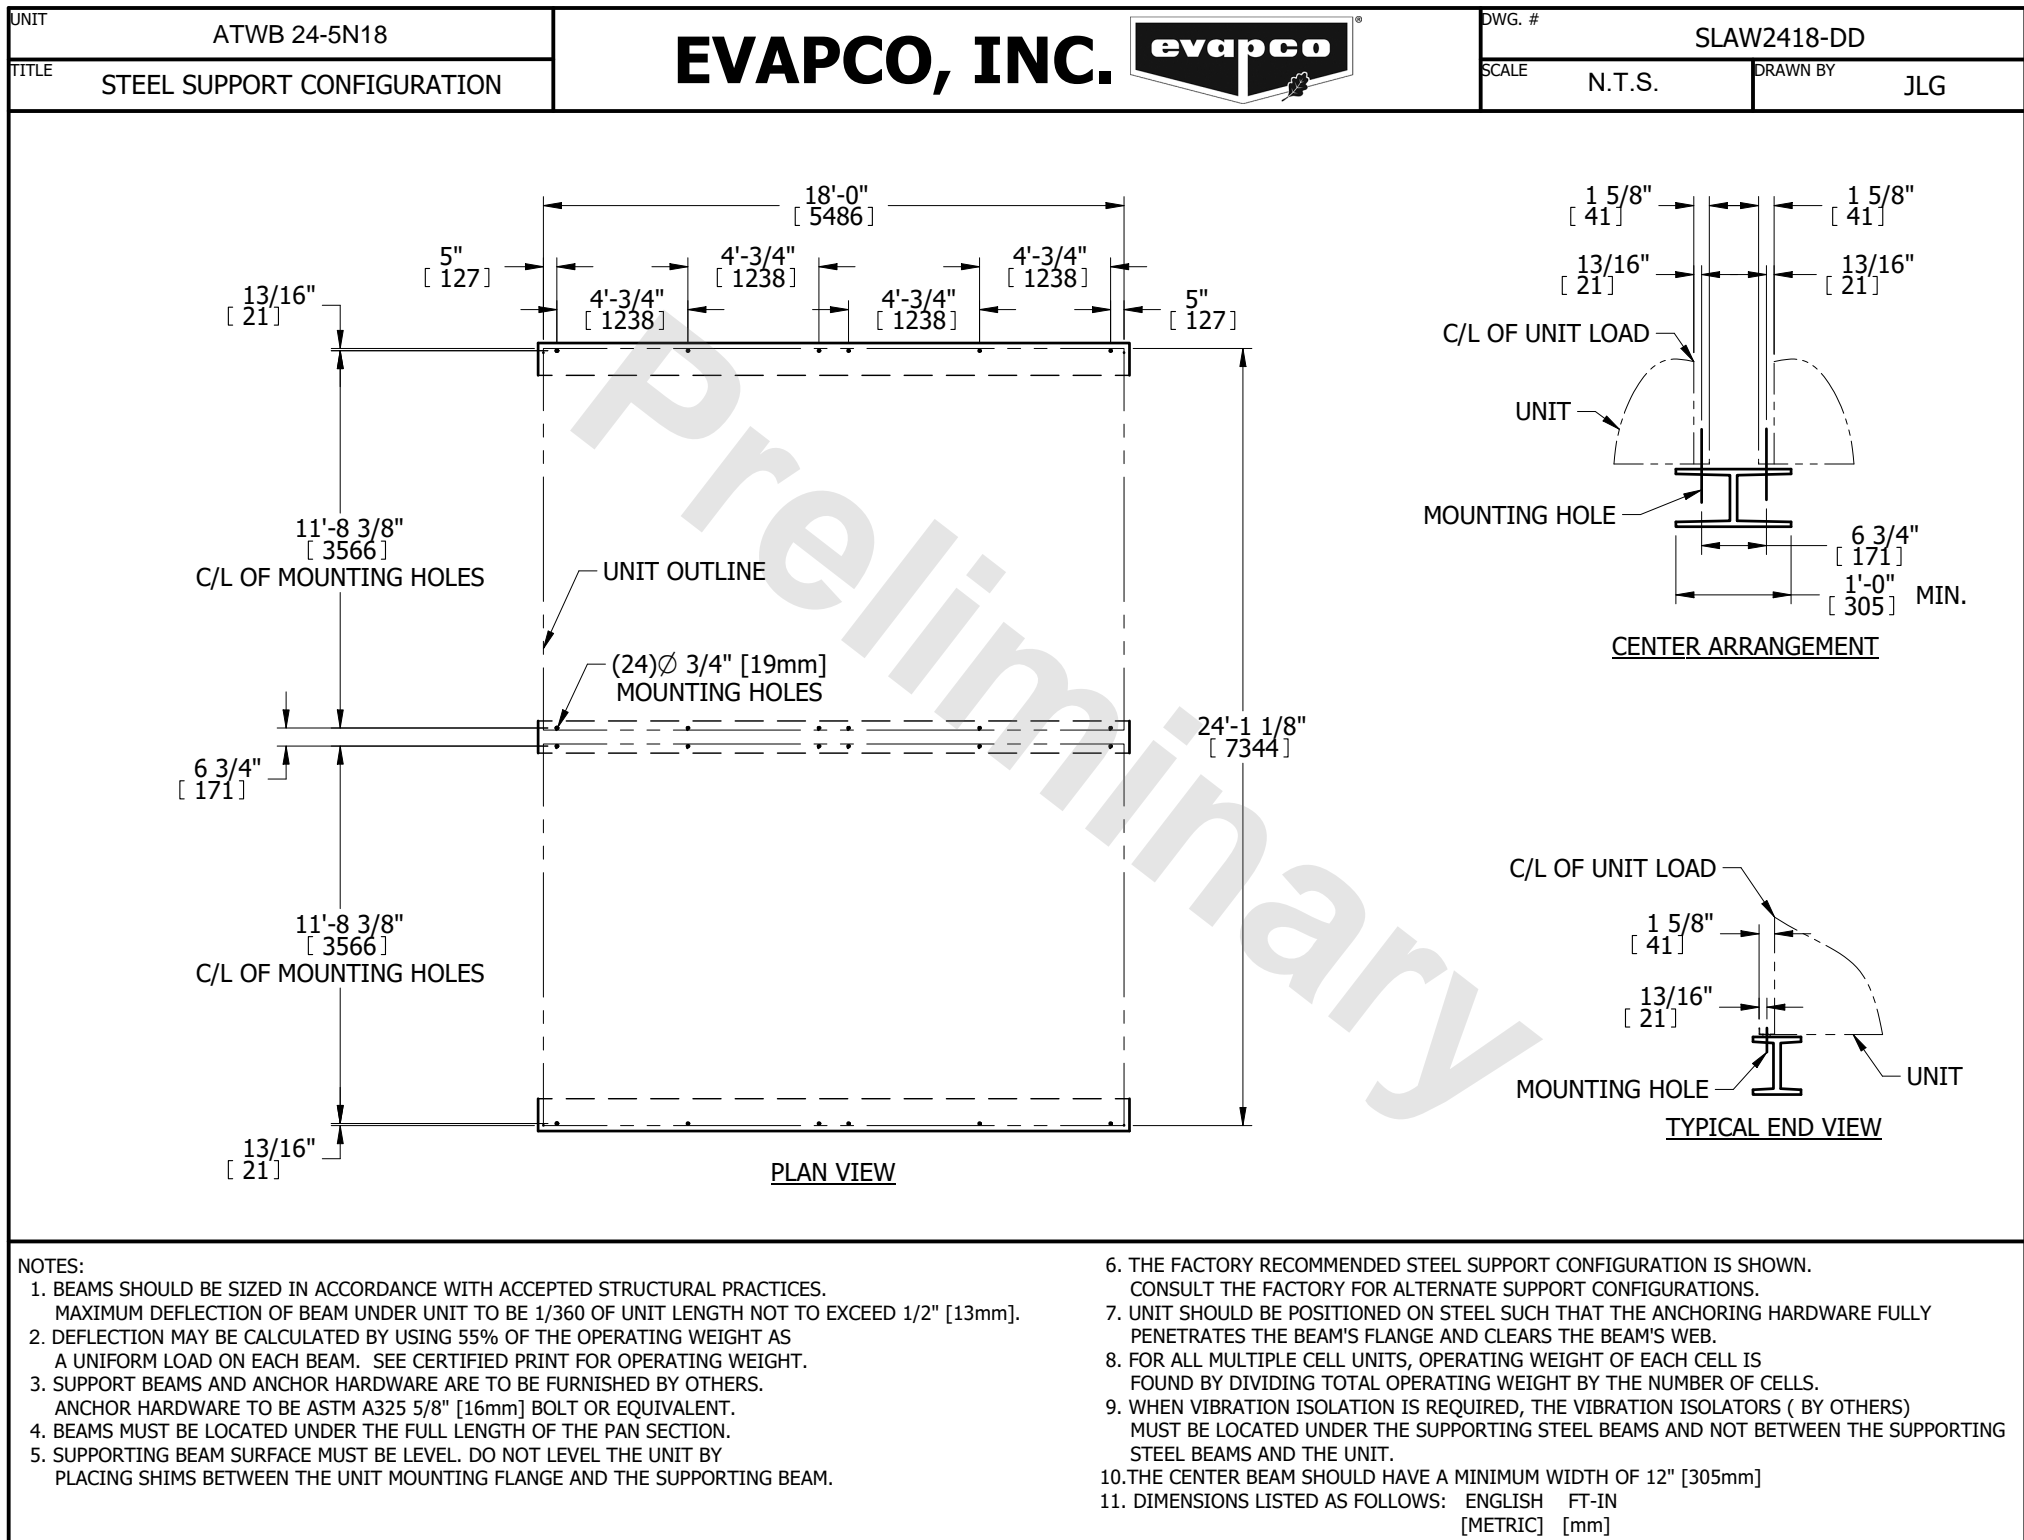 UNIT
ATWB 24-5N18
TITLE
STEEL SUPPORT CONFIGURATION
EVAPCO, INC.
evapco
®
DWG. #
SLAW2418-DD
SCALE
N.T.S.
DRAWN BY
JLG
18'-0"
[ 5486]
5"
[ 127]
4'-3/4"
[ 1238]
4'-3/4"
[ 1238]
13/16"
[ 21]
4'-3/4"
[ 1238]
4'-3/4"
[ 1238]
5"
[ 127]
11'-8 3/8"
[ 3566]
C/L OF MOUNTING HOLES
UNIT OUTLINE
(24)Ø 3/4" [19mm]
MOUNTING HOLES
6 3/4"
[ 171]
24'-1 1/8"
[ 7344]
11'-8 3/8"
[ 3566]
C/L OF MOUNTING HOLES
13/16"
[ 21]
PLAN VIEW
Preliminary
1 5/8"
[ 41]
1 5/8"
[ 41]
13/16"
[ 21]
13/16"
[ 21]
C/L OF UNIT LOAD
UNIT
MOUNTING HOLE
6 3/4"
[ 171]
1'-0"
[ 305]
MIN.
CENTER ARRANGEMENT
C/L OF UNIT LOAD
1 5/8"
[ 41]
13/16"
[ 21]
MOUNTING HOLE
UNIT
TYPICAL END VIEW
NOTES:
1. BEAMS SHOULD BE SIZED IN ACCORDANCE WITH ACCEPTED STRUCTURAL PRACTICES.
MAXIMUM DEFLECTION OF BEAM UNDER UNIT TO BE 1/360 OF UNIT LENGTH NOT TO EXCEED 1/2" [13mm].
2. DEFLECTION MAY BE CALCULATED BY USING 55% OF THE OPERATING WEIGHT AS
A UNIFORM LOAD ON EACH BEAM. SEE CERTIFIED PRINT FOR OPERATING WEIGHT.
3. SUPPORT BEAMS AND ANCHOR HARDWARE ARE TO BE FURNISHED BY OTHERS.
ANCHOR HARDWARE TO BE ASTM A325 5/8" [16mm] BOLT OR EQUIVALENT.
4. BEAMS MUST BE LOCATED UNDER THE FULL LENGTH OF THE PAN SECTION.
5. SUPPORTING BEAM SURFACE MUST BE LEVEL. DO NOT LEVEL THE UNIT BY
PLACING SHIMS BETWEEN THE UNIT MOUNTING FLANGE AND THE SUPPORTING BEAM.
6. THE FACTORY RECOMMENDED STEEL SUPPORT CONFIGURATION IS SHOWN.
CONSULT THE FACTORY FOR ALTERNATE SUPPORT CONFIGURATIONS.
7. UNIT SHOULD BE POSITIONED ON STEEL SUCH THAT THE ANCHORING HARDWARE FULLY
PENETRATES THE BEAM'S FLANGE AND CLEARS THE BEAM'S WEB.
8. FOR ALL MULTIPLE CELL UNITS, OPERATING WEIGHT OF EACH CELL IS
FOUND BY DIVIDING TOTAL OPERATING WEIGHT BY THE NUMBER OF CELLS.
9. WHEN VIBRATION ISOLATION IS REQUIRED, THE VIBRATION ISOLATORS ( BY OTHERS)
MUST BE LOCATED UNDER THE SUPPORTING STEEL BEAMS AND NOT BETWEEN THE SUPPORTING
STEEL BEAMS AND THE UNIT.
10.THE CENTER BEAM SHOULD HAVE A MINIMUM WIDTH OF 12" [305mm]
11. DIMENSIONS LISTED AS FOLLOWS: ENGLISH FT-IN
[METRIC] [mm]